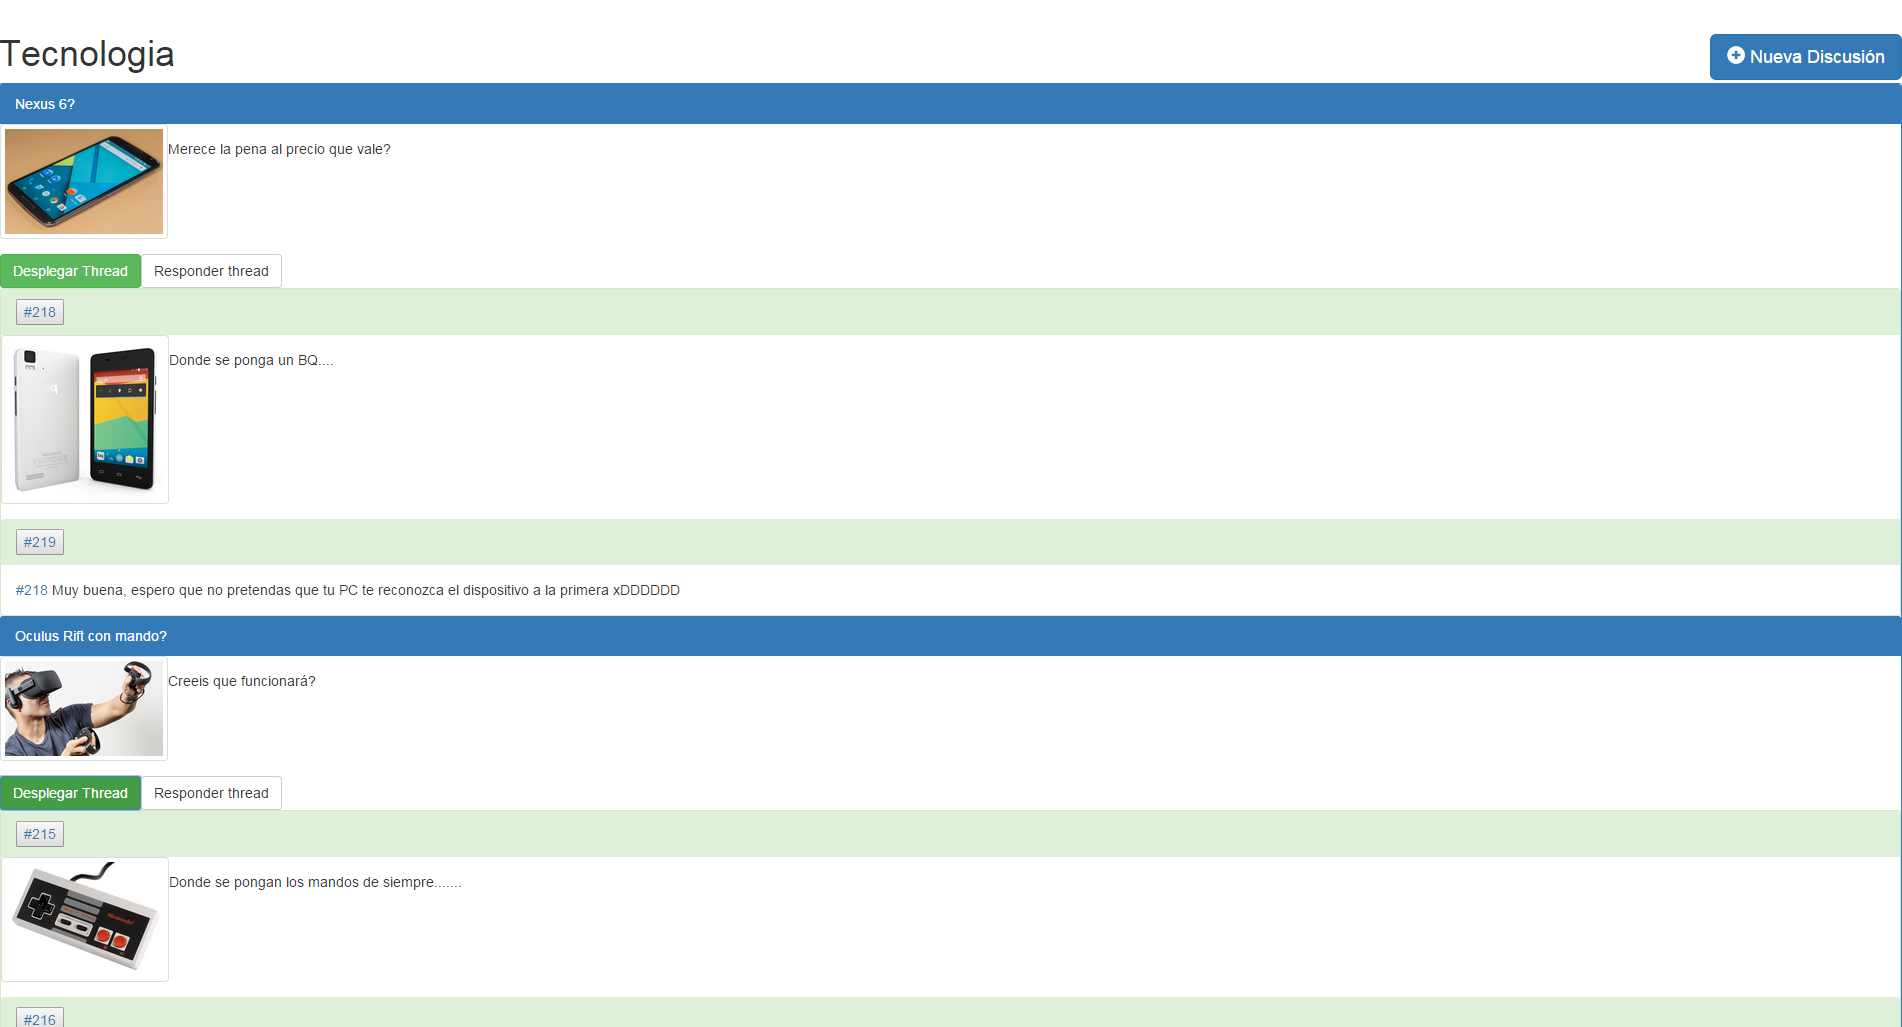 Tecnologia
Nueva Discusión
Nexus 6?
Merece la pena al precio que vale?
Desplegar Thread
Responder thread
#218
Donde se ponga un BQ....
#219
#218 Muy buena, espero que no pretendas que tu PC te reconozca el dispositivo a la primera xDDDDDD
Oculus Rift con mando?
Creeis que funcionará?
Desplegar Thread
Responder thread
#215
Donde se pongan los mandos de siempre.......
Nintendo
#216